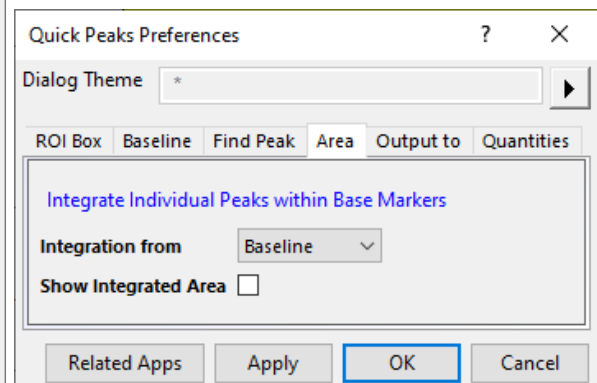 Quick Peaks Preferences ? ×
Dialog Theme *
ROI Box Baseline Find Peak Area Output to Quantities
Integrate Individual Peaks within Base Markers
Integration from Baseline
Show Integrated Area
Related Apps Apply OK Cancel